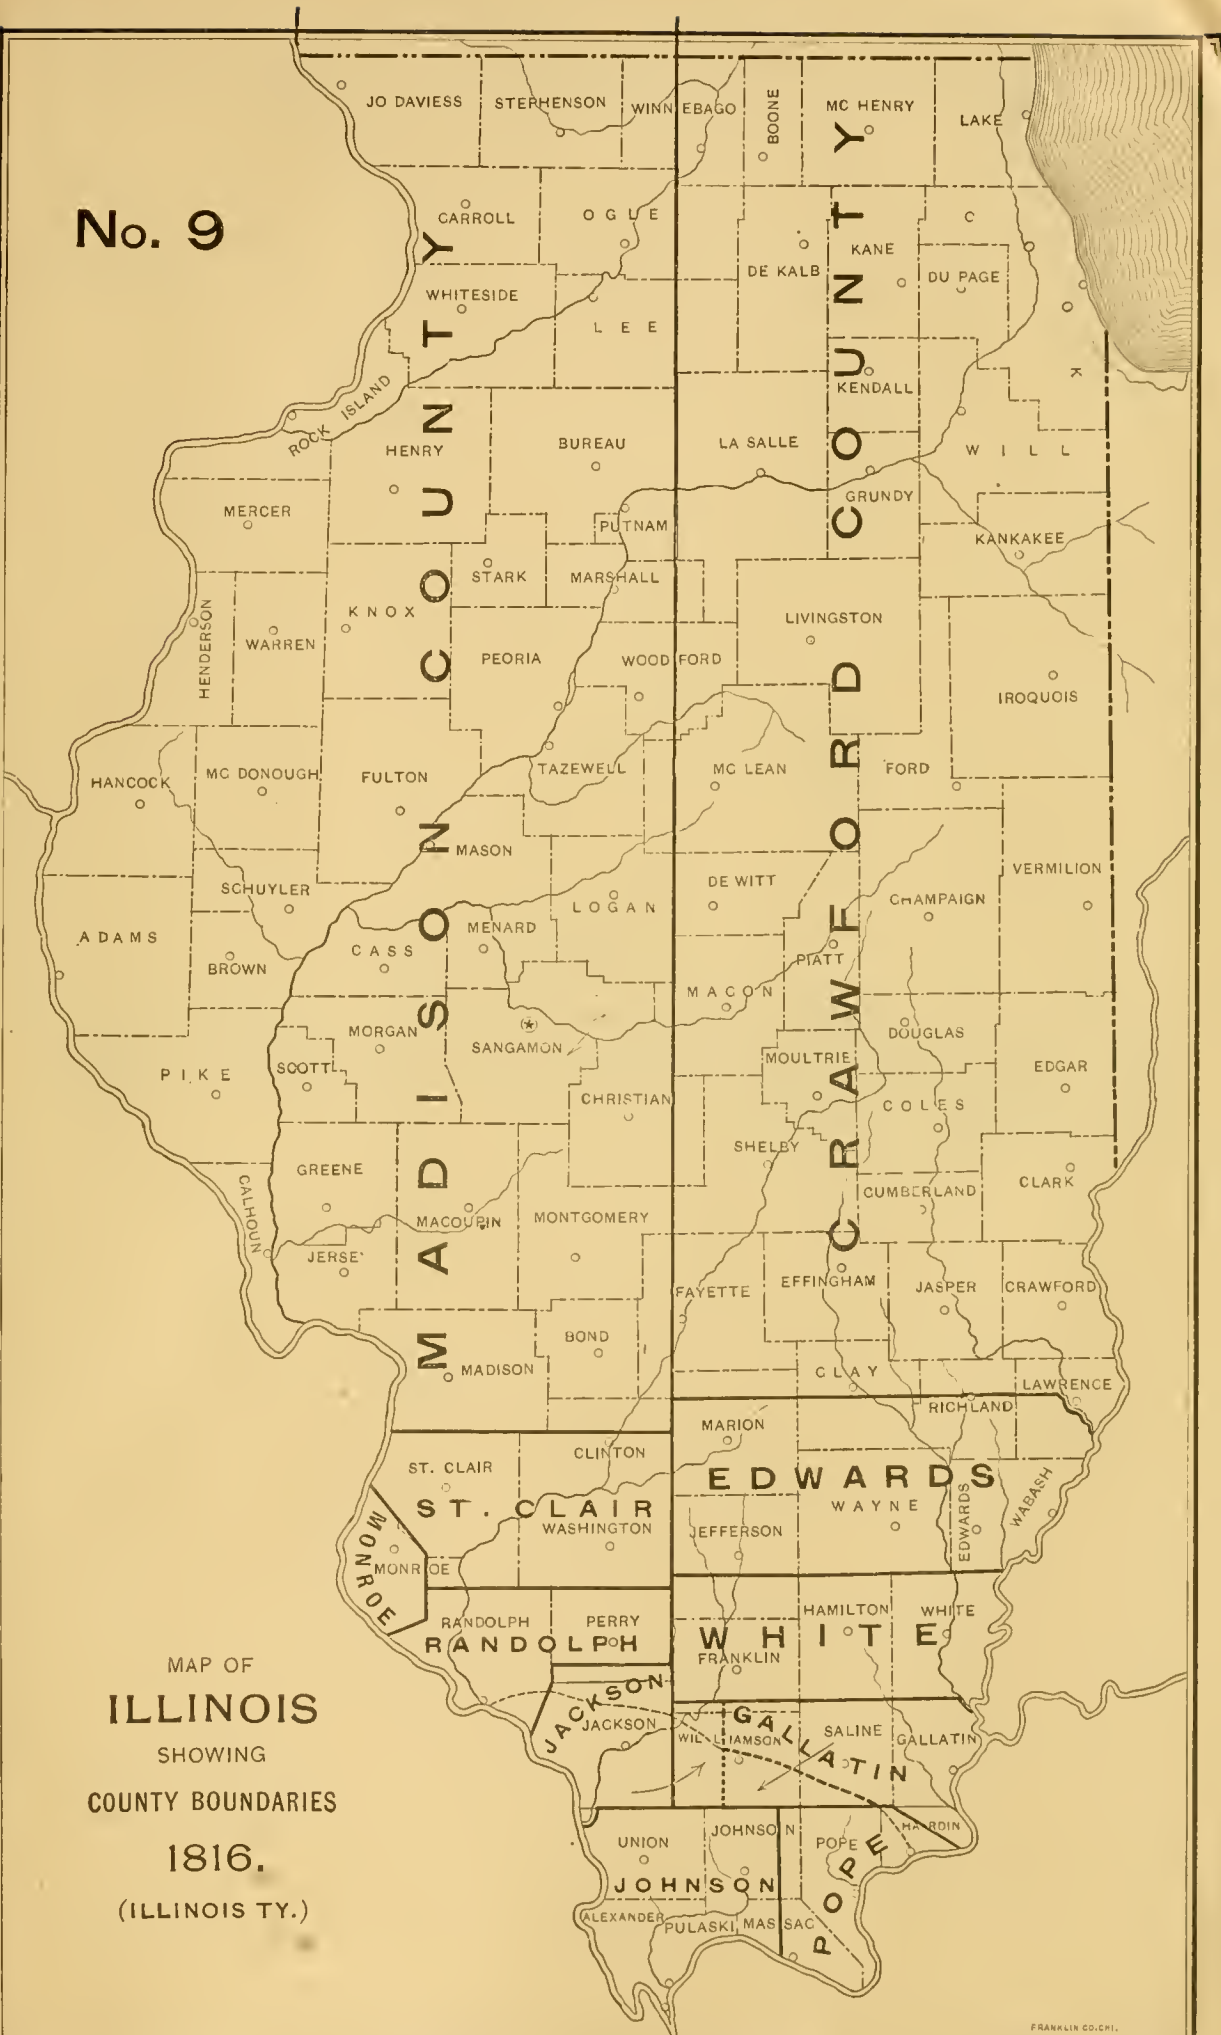 No. 9
JO DAVIESS
STEPHENSON
WINNEBAGO
BOONE
MC HENRY
LAKE
CARROLL
OGLE
DE KALB
KANE
C
O
O
K
DU PAGE
WHITESIDE
LEE
ROCK ISLAND
KENDALL
HENRY
BUREAU
LA SALLE
WILL
MERCER
PUTNAM
GRUNDY
KANKAKEE
STARK
MARSHALL
HENDERSON
WARREN
KNOX
PEORIA
WOODFORD
LIVINGSTON
IROQUOIS
HANCOCK
MC DONOUGH
FULTON
TAZEWELL
MC LEAN
FORD
MASON
SCHUYLER
LOGAN
DE WITT
CHAMPAIGN
VERMILION
ADAMS
BROWN
CASS
MENARD
PIATT
MACON
PIKE
SCOTT
MORGAN
SANGAMON
CHRISTIAN
MOULTRIE
DOUGLAS
EDGAR
COLES
SHELBY
CALHOUN
GREENE
MACOUPIN
MONTGOMERY
CUMBERLAND
CLARK
JERSEY
FAYETTE
EFFINGHAM
JASPER
CRAWFORD
BOND
MADISON
CLAY
RICHLAND
LAWRENCE
MADISON COUNTY
CRAWFORD COUNTY
ST. CLAIR
CLINTON
MARION
EDWARDS
ST. CLAIR
WASHINGTON
JEFFERSON
WAYNE
EDWARDS
WABASH
MONROE
MONROE
RANDOLPH
PERRY
RANDOLPH
HAMILTON
WHITE
WHITE
FRANKLIN
JACKSON
JACKSON
WILLIAMSON
GALLATIN
SALINE
GALLATIN
UNION
JOHNSON
POPE
HARDIN
JOHNSON
POPE
ALEXANDER
PULASKI
MASSAC
MAP OF
ILLINOIS
SHOWING
COUNTY BOUNDARIES
1816.
(ILLINOIS TY.)
FRANKLIN CO. CHI.